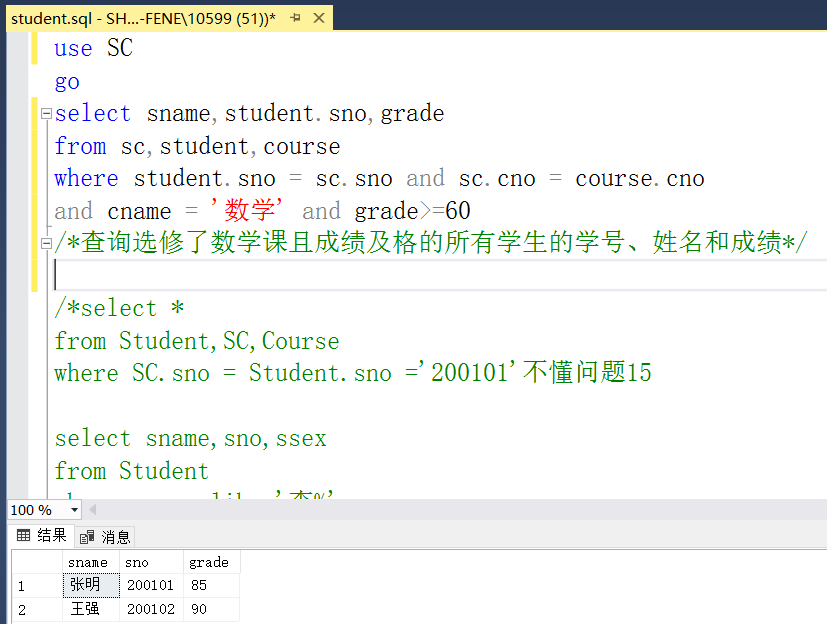 student.sql - SH...-FENE\10599 (51))*
use SC
go
select sname,student.sno,grade
from sc,student,course
where student.sno = sc.sno and sc.cno = course.cno
and cname = '数学' and grade>=60
/*查询选修了数学课且成绩及格的所有学生的学号、姓名和成绩*/
/*select *
from Student,SC,Course
where SC.sno = Student.sno ='200101'不懂问题15
select sname,sno,ssex
from Student
100 %
结果 消息
sname sno grade
1 张明 200101 85
2 王强 200102 90